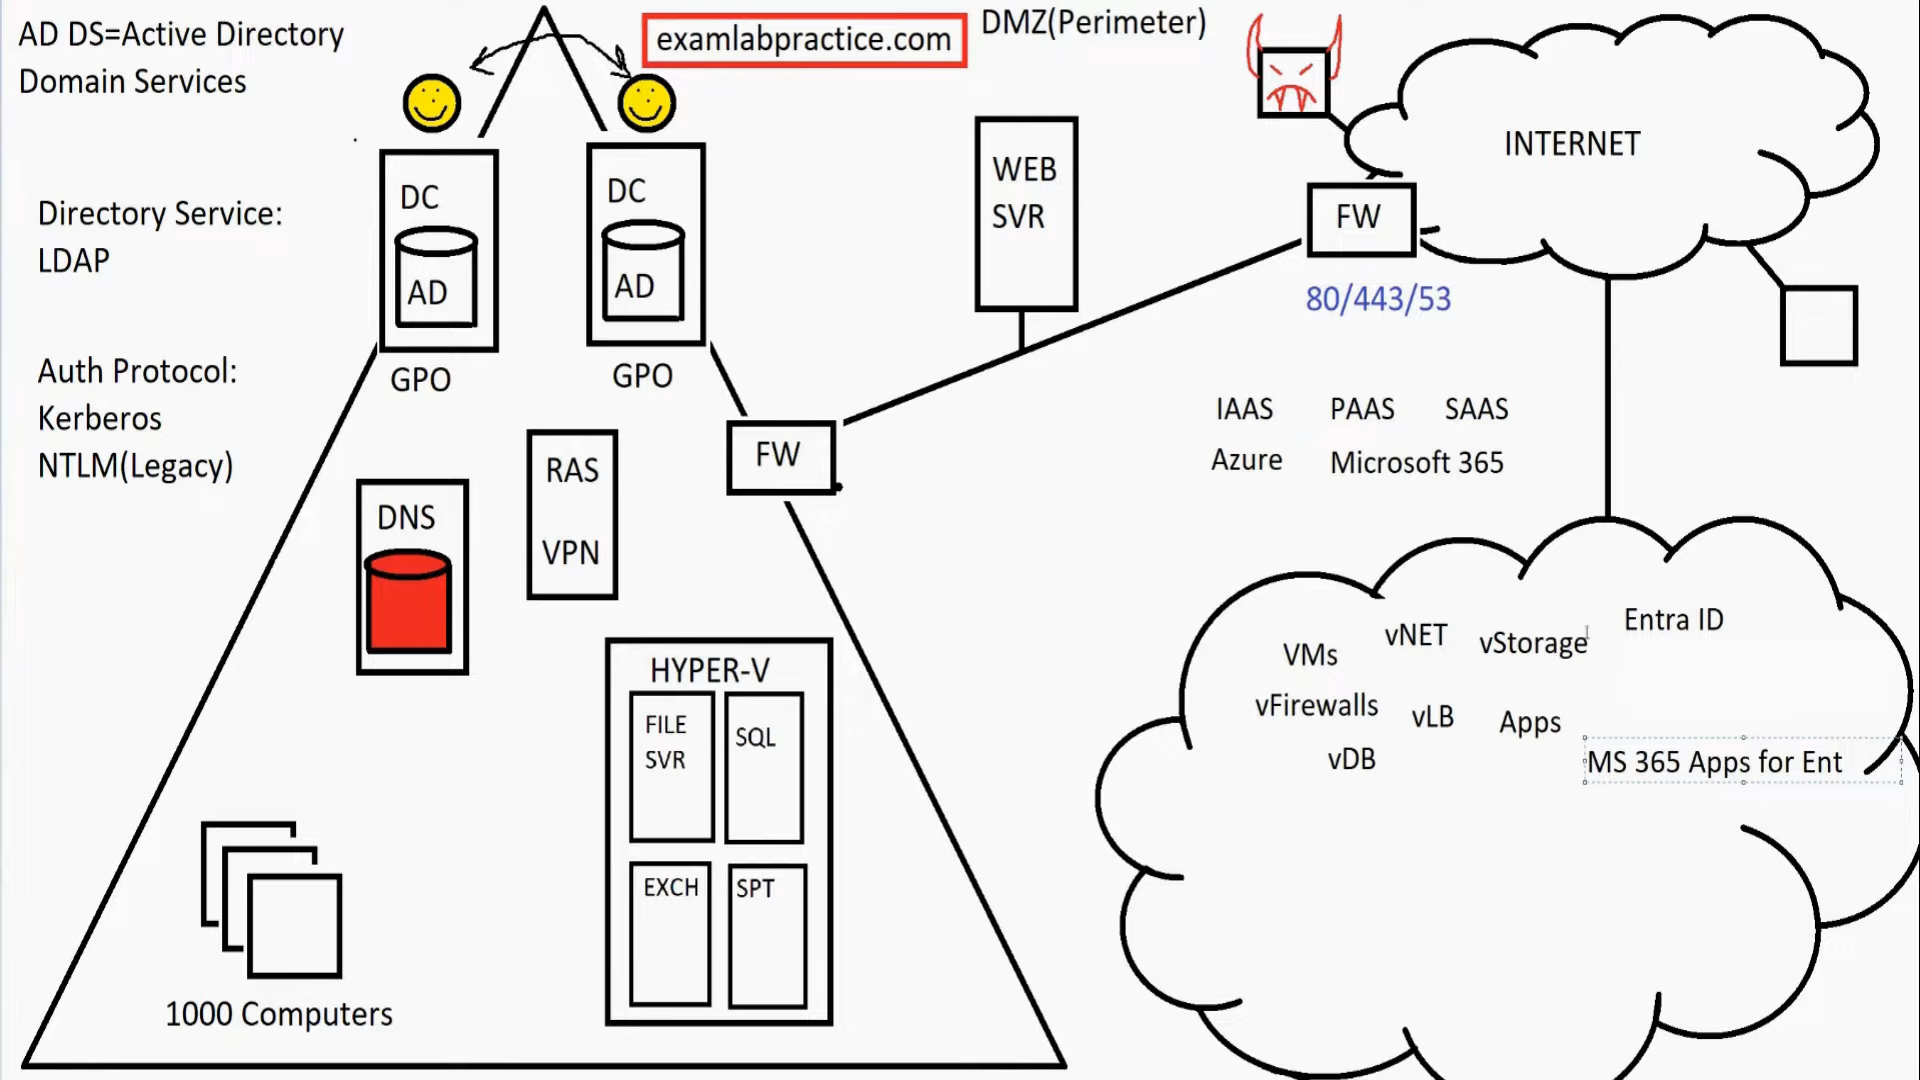 AD DS=Active Directory
Domain Services
examlabpractice.com
DMZ(Perimeter)
INTERNET
DC
AD
GPO
DC
AD
GPO
WEB
SVR
FW
80/443/53
Directory Service:
LDAP
Auth Protocol:
Kerberos
NTLM(Legacy)
FW
RAS
VPN
DNS
IAAS PAAS SAAS
Azure Microsoft 365
HYPER-V
FILE
SVR
SQL
EXCH
SPT
1000 Computers
VMs
vNET
vStorage
Entra ID
vFirewalls
vLB
Apps
vDB
MS 365 Apps for Ent